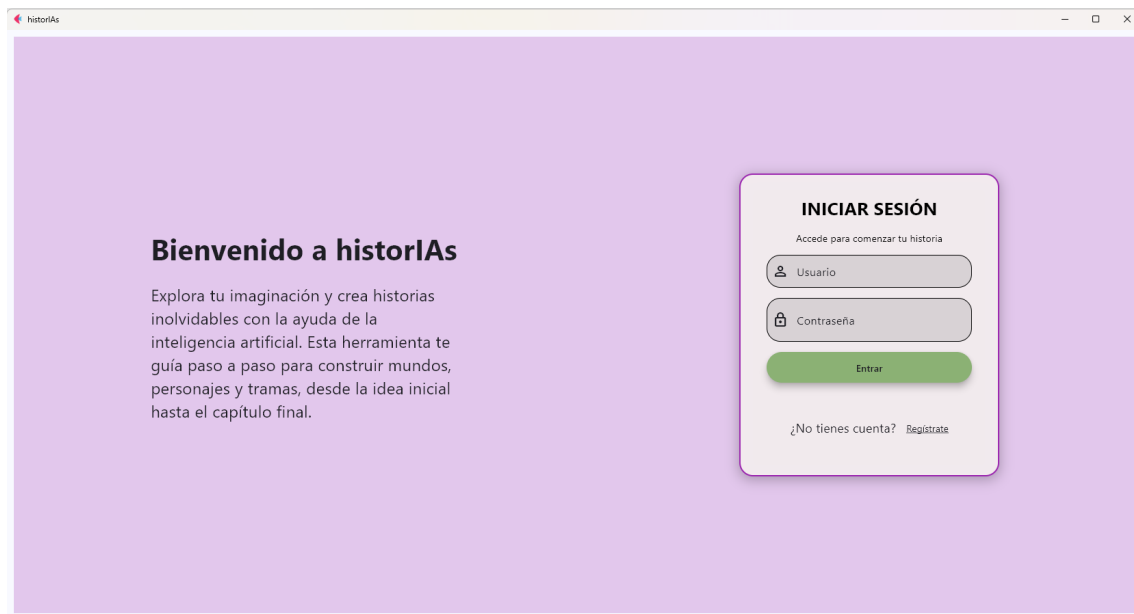 historIAs
Bienvenido a historIAs
Explora tu imaginación y crea historias
inolvidables con la ayuda de la
inteligencia artificial. Esta herramienta te
guía paso a paso para construir mundos,
personajes y tramas, desde la idea inicial
hasta el capítulo final.
INICIAR SESIÓN
Accede para comenzar tu historia
Usuario
Contraseña
Entrar
¿No tienes cuenta? Regístrate